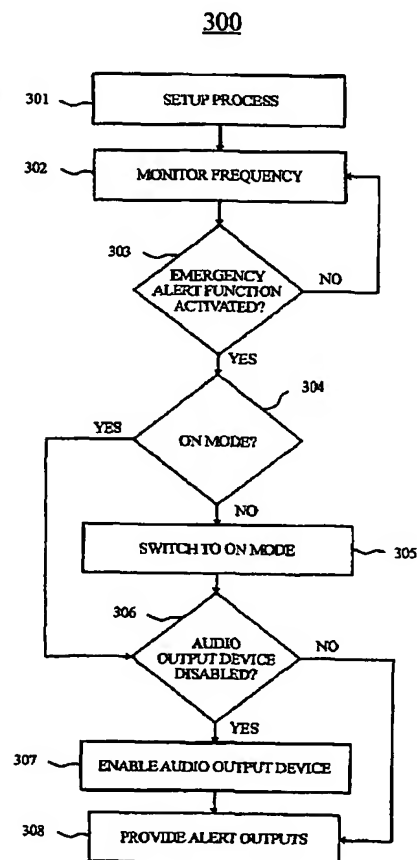 300
301
SETUP PROCESS
302
MONITOR FREQUENCY
303
EMERGENCY
ALERT FUNCTION
ACTIVATED?
NO
YES
304
YES
ON MODE?
NO
SWITCH TO ON MODE
305
306
AUDIO
OUTPUT DEVICE
DISABLED?
NO
YES
307
ENABLE AUDIO OUTPUT DEVICE
308
PROVIDE ALERT OUTPUTS